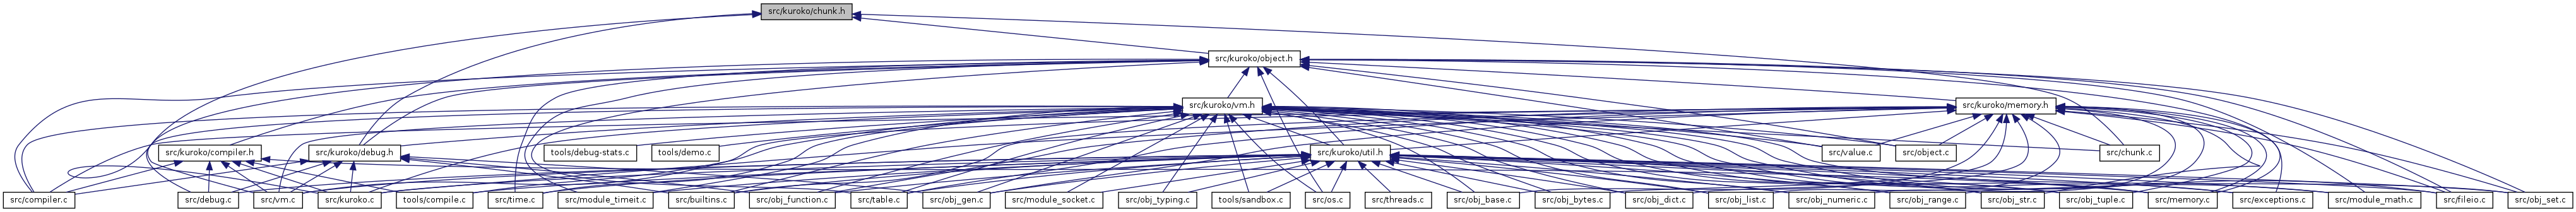 src/kuroko/chunk.h
src/kuroko/object.h
src/kuroko/vm.h
src/kuroko/memory.h
src/kuroko/compiler.h
src/kuroko/debug.h
tools/debug-stats.c
tools/demo.c
src/kuroko/util.h
src/value.c
src/object.c
src/chunk.c
src/compiler.c
src/debug.c
src/vm.c
src/kuroko.c
tools/compile.c
src/time.c
src/module_timeit.c
src/builtins.c
src/obj_function.c
src/table.c
src/obj_gen.c
src/module_socket.c
src/obj_typing.c
tools/sandbox.c
src/os.c
src/threads.c
src/obj_base.c
src/obj_bytes.c
src/obj_dict.c
src/obj_list.c
src/obj_numeric.c
src/obj_range.c
src/obj_str.c
src/obj_tuple.c
src/memory.c
src/exceptions.c
src/module_math.c
src/fileio.c
src/obj_set.c